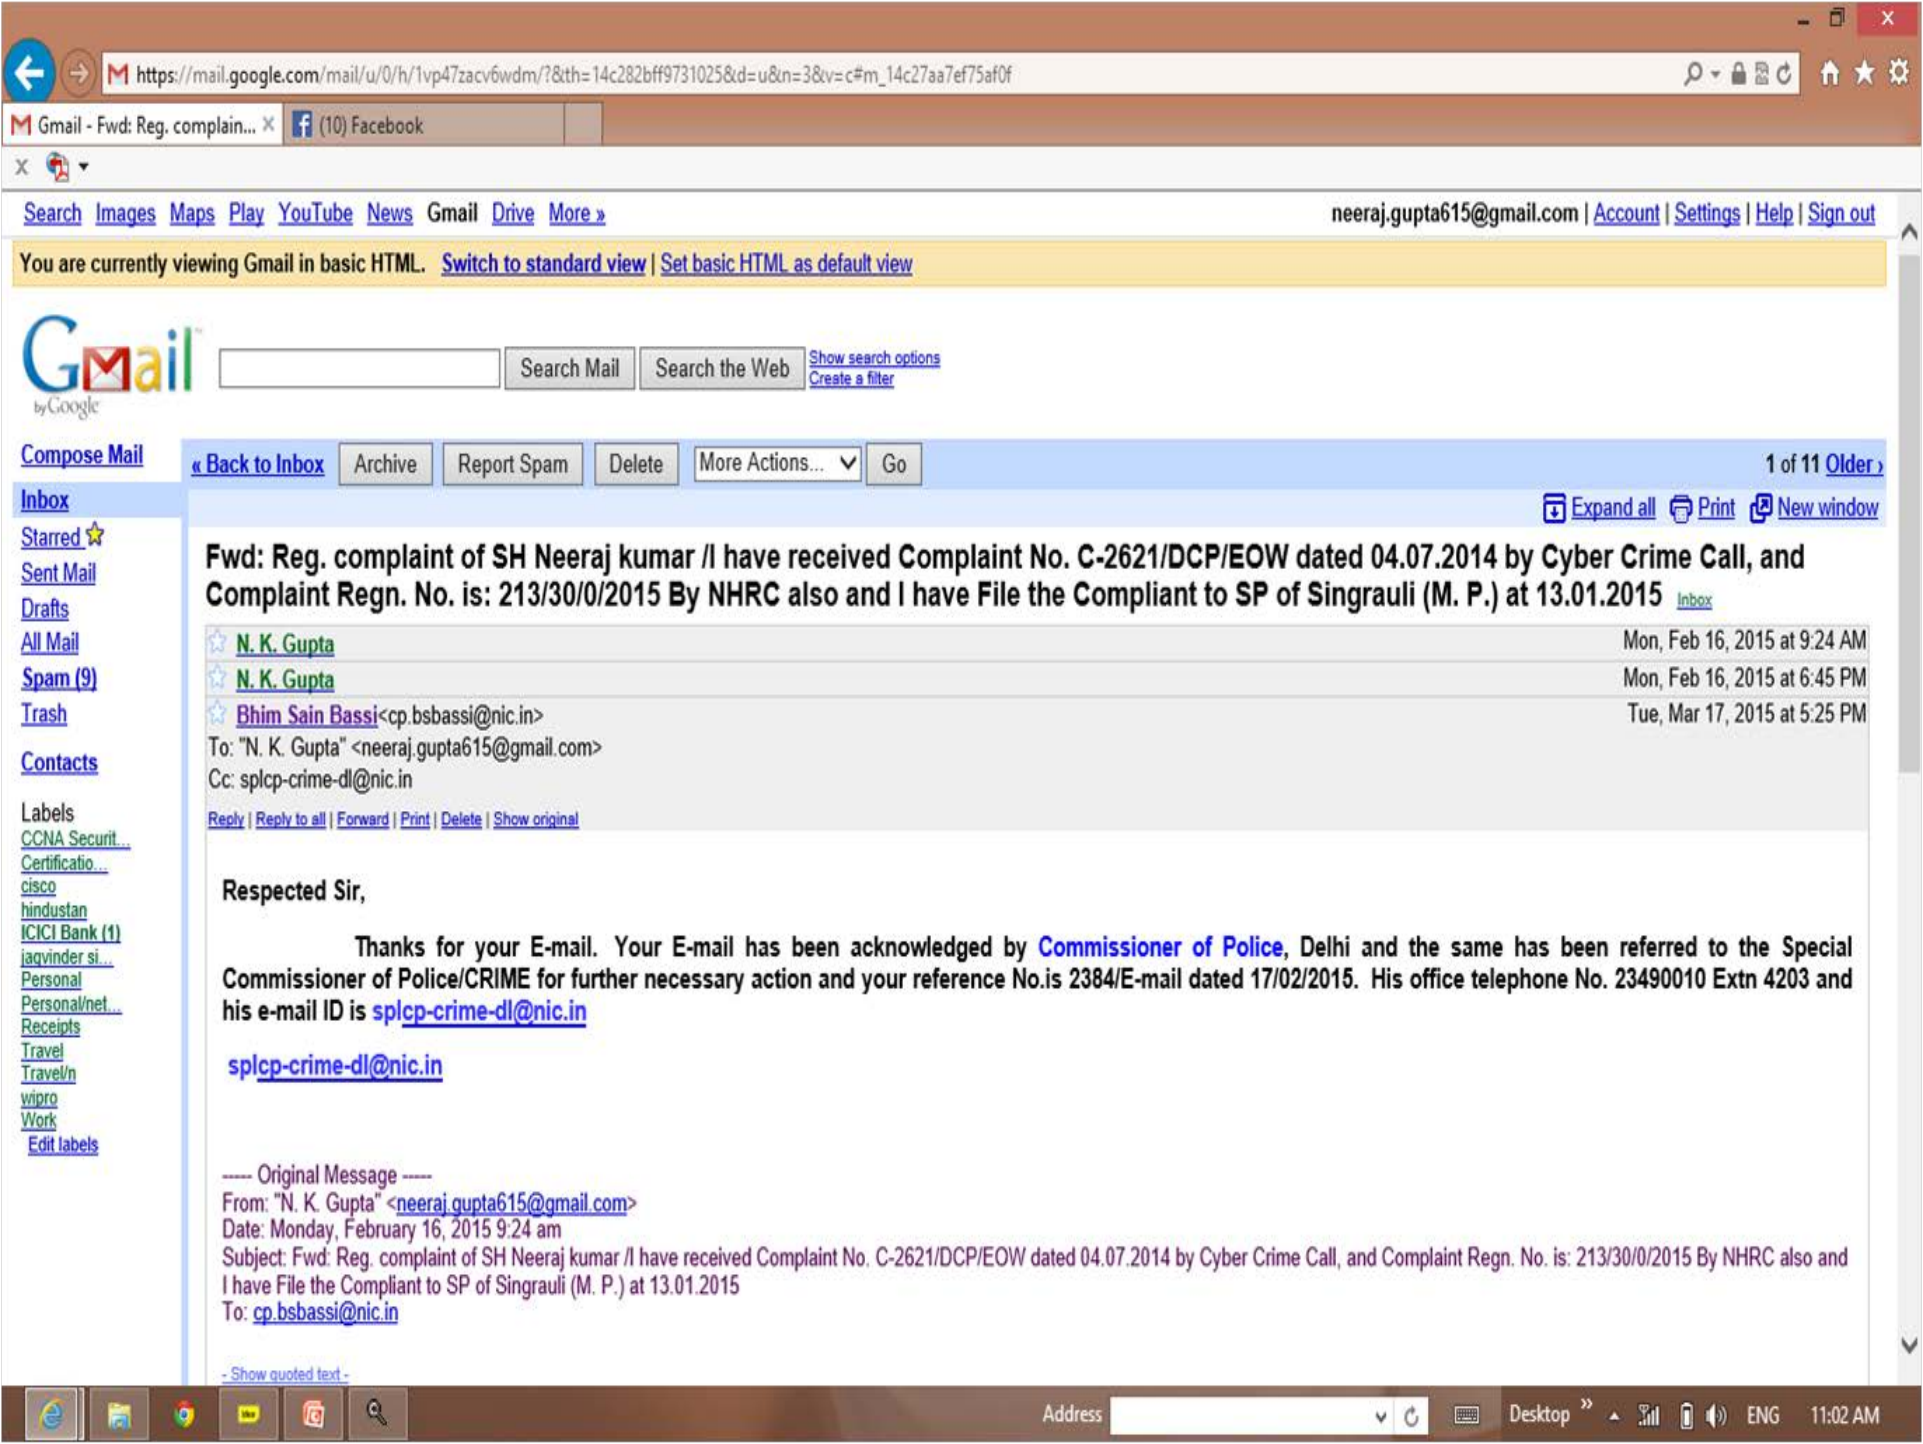 https://mail.google.com/mail/u/0/h/1vp47zacv6wdm/?&th=14c282bff9731025&d=u&n=3&v=c#m_14c27aa7ef75af0f
Gmail - Fwd: Reg. complain... (10) Facebook
Search Images Maps Play YouTube News Gmail Drive More » neeraj.gupta615@gmail.com | Account | Settings | Help | Sign out
You are currently viewing Gmail in basic HTML. Switch to standard view | Set basic HTML as default view
Gmail
by Google
Search Mail Search the Web Show search options
Create a filter
Compose Mail
Inbox
Starred
Sent Mail
Drafts
All Mail
Spam (9)
Trash
Contacts
Labels
CCNA Securit...
Certificatio...
cisco
hindustan
ICICI Bank (1)
jagvinder si...
Personal
Personal/net...
Receipts
Travel
Travel/n
wipro
Work
Edit labels
« Back to Inbox Archive Report Spam Delete More Actions... Go 1 of 11 Older ›
Expand all Print New window
Fwd: Reg. complaint of SH Neeraj kumar /I have received Complaint No. C-2621/DCP/EOW dated 04.07.2014 by Cyber Crime Call, and
Complaint Regn. No. is: 213/30/0/2015 By NHRC also and I have File the Compliant to SP of Singrauli (M. P.) at 13.01.2015 Inbox
N. K. Gupta Mon, Feb 16, 2015 at 9:24 AM
N. K. Gupta Mon, Feb 16, 2015 at 6:45 PM
Bhim Sain Bassi<cp.bsbassi@nic.in> Tue, Mar 17, 2015 at 5:25 PM
To: "N. K. Gupta" <neeraj.gupta615@gmail.com>
Cc: splcp-crime-dl@nic.in
Reply | Reply to all | Forward | Print | Delete | Show original
Respected Sir,
Thanks for your E-mail. Your E-mail has been acknowledged by Commissioner of Police, Delhi and the same has been referred to the Special
Commissioner of Police/CRIME for further necessary action and your reference No.is 2384/E-mail dated 17/02/2015. His office telephone No. 23490010 Extn 4203 and
his e-mail ID is splcp-crime-dl@nic.in
splcp-crime-dl@nic.in
----- Original Message -----
From: "N. K. Gupta" <neeraj.gupta615@gmail.com>
Date: Monday, February 16, 2015 9:24 am
Subject: Fwd: Reg. complaint of SH Neeraj kumar /I have received Complaint No. C-2621/DCP/EOW dated 04.07.2014 by Cyber Crime Call, and Complaint Regn. No. is: 213/30/0/2015 By NHRC also and
I have File the Compliant to SP of Singrauli (M. P.) at 13.01.2015
To: cp.bsbassi@nic.in
- Show quoted text -
Address Desktop ENG 11:02 AM